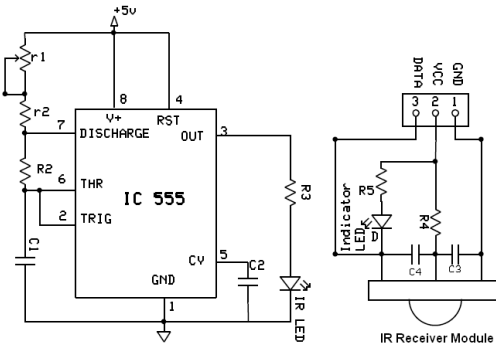 +5v
r1
r2
R2
C1
8
V+
4
RST
7
DISCHARGE
OUT
3
6
THR
IC 555
2
TRIG
R3
CV
5
C2
GND
1
IR LED
DATA
VCC
GND
3 2 1
R5
R4
Indicator
LED
D
C4
C3
IR Receiver Module